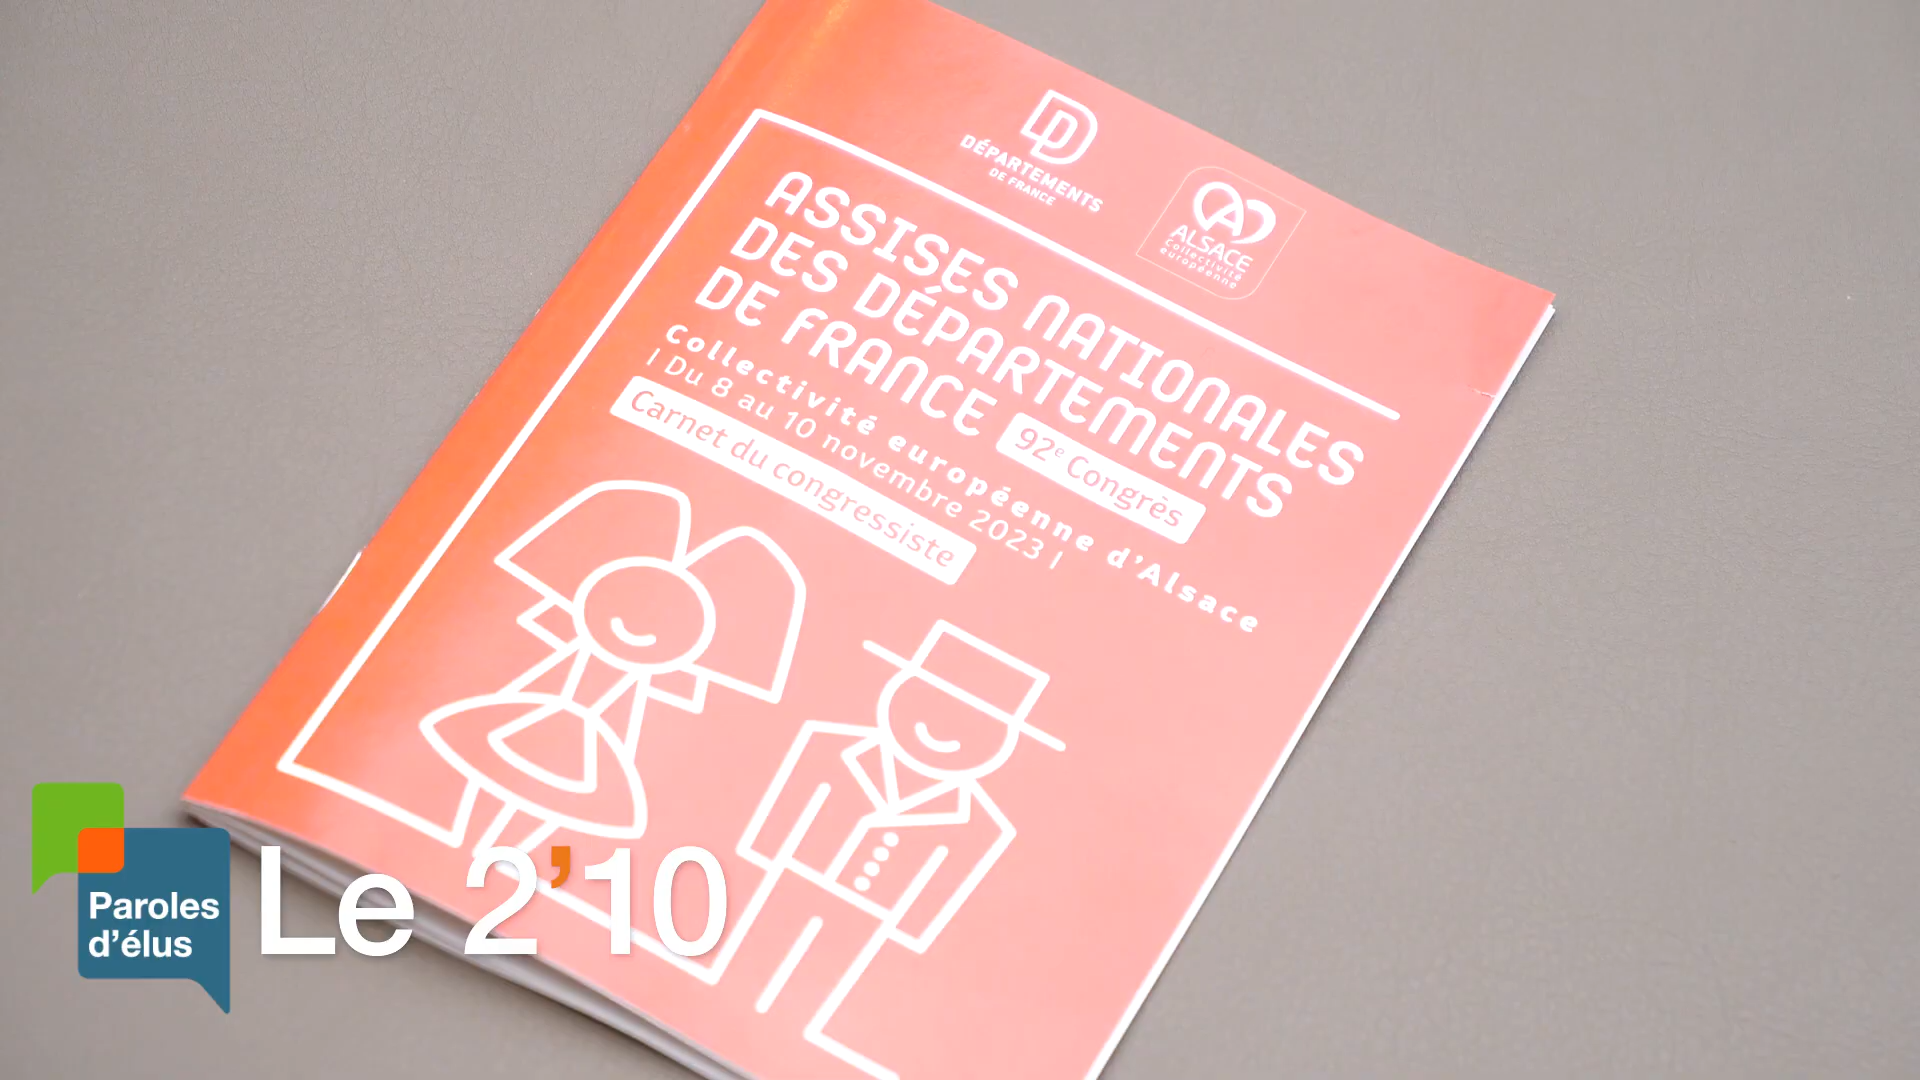 DÉPARTEMENTS
DE FRANCE
ALSACE
Collectivité
européenne
ASSISES NATIONALES
DES DÉPARTEMENTS
DE FRANCE 92e Congrès
Collectivité européenne d'Alsace
| Du 8 au 10 novembre 2023 |
Carnet du congressiste
Paroles
d'élus
Le 2'10